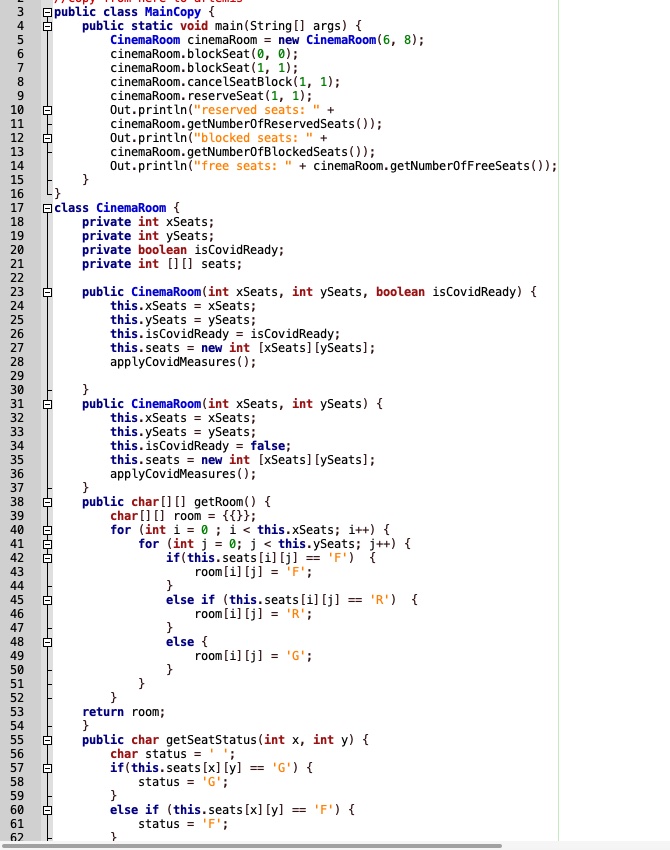 //copy from here to artemis
3 public class MainCopy {
4 public static void main(String[] args) {
5 CinemaRoom cinemaRoom = new CinemaRoom(6, 8);
6 cinemaRoom.blockSeat(0, 0);
7 cinemaRoom.blockSeat(1, 1);
8 cinemaRoom.cancelSeatBlock(1, 1);
9 cinemaRoom.reserveSeat(1, 1);
10 Out.println("reserved seats: " +
11 cinemaRoom.getNumberOfReservedSeats());
12 Out.println("blocked seats: " +
13 cinemaRoom.getNumberOfBlockedSeats());
14 Out.println("free seats: " + cinemaRoom.getNumberOfFreeSeats());
15 }
16 }
17 class CinemaRoom {
18 private int xSeats;
19 private int ySeats;
20 private boolean isCovidReady;
21 private int [][] seats;
22
23 public CinemaRoom(int xSeats, int ySeats, boolean isCovidReady) {
24 this.xSeats = xSeats;
25 this.ySeats = ySeats;
26 this.isCovidReady = isCovidReady;
27 this.seats = new int [xSeats][ySeats];
28 applyCovidMeasures();
29
30 }
31 public CinemaRoom(int xSeats, int ySeats) {
32 this.xSeats = xSeats;
33 this.ySeats = ySeats;
34 this.isCovidReady = false;
35 this.seats = new int [xSeats][ySeats];
36 applyCovidMeasures();
37 }
38 public char[][] getRoom() {
39 char[][] room = {{}};
40 for (int i = 0 ; i < this.xSeats; i++) {
41 for (int j = 0; j < this.ySeats; j++) {
42 if(this.seats[i][j] == 'F') {
43 room[i][j] = 'F';
44 }
45 else if (this.seats[i][j] == 'R') {
46 room[i][j] = 'R';
47 }
48 else {
49 room[i][j] = 'G';
50 }
51 }
52 }
53 return room;
54 }
55 public char getSeatStatus(int x, int y) {
56 char status = ' ';
57 if(this.seats[x][y] == 'G') {
58 status = 'G';
59 }
60 else if (this.seats[x][y] == 'F') {
61 status = 'F';
62 }